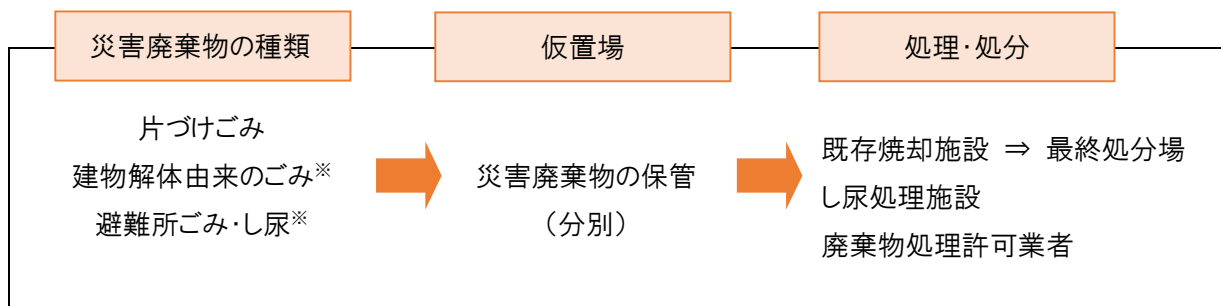 災害廃棄物の種類
仮置場
処理・処分
片づけごみ
建物解体由来のごみ※
避難所ごみ・し尿※
災害廃棄物の保管
（分別）
既存焼却施設 ⇒ 最終処分場
し尿処理施設
廃棄物処理許可業者